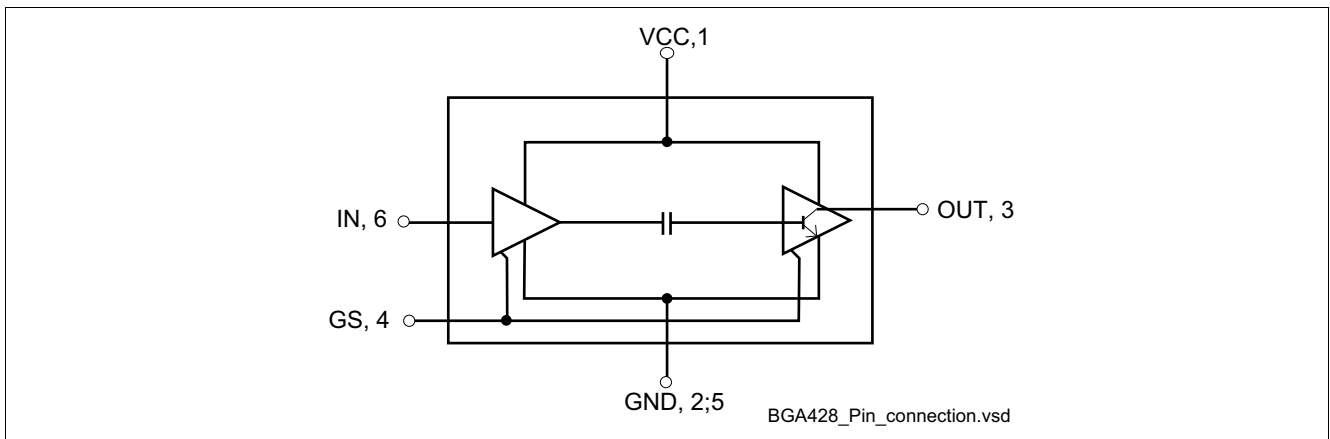 VCC,1
IN, 6
OUT, 3
GS, 4
GND, 2;5
BGA428_Pin_connection.vsd